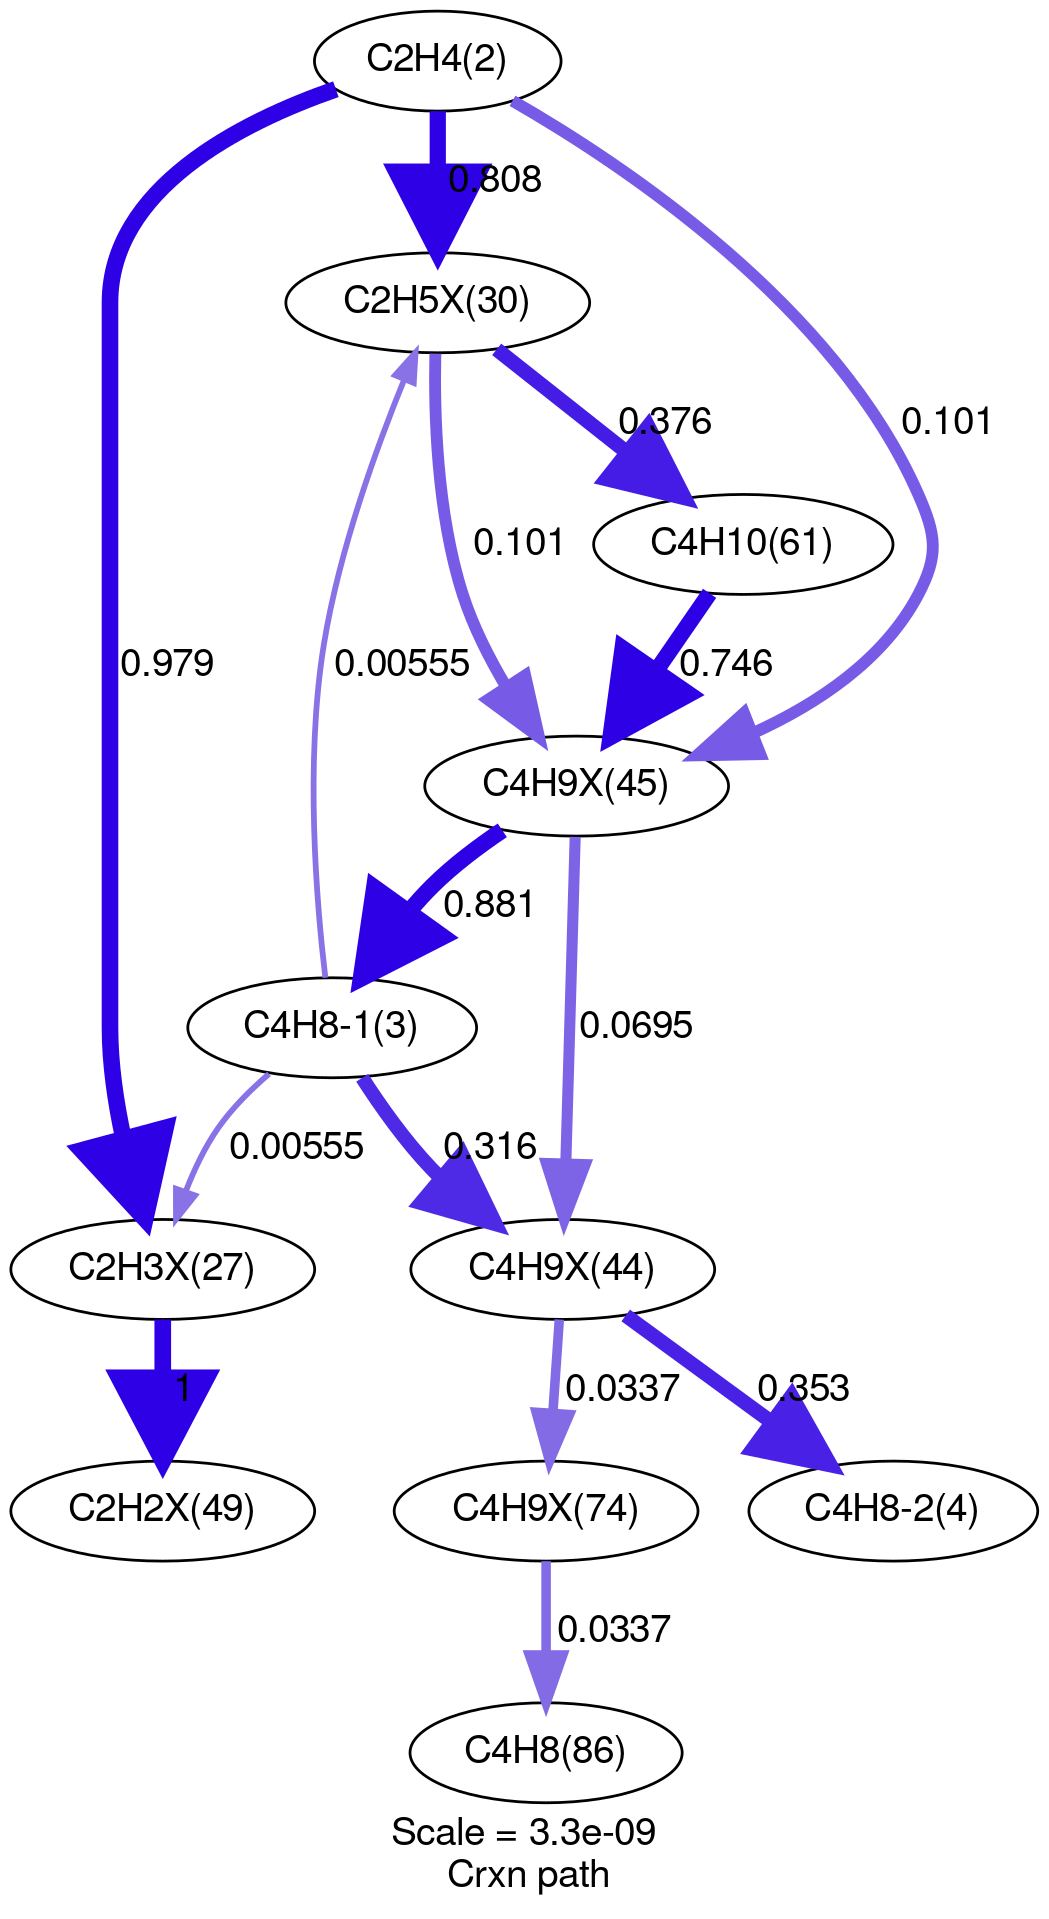 C2H4(2)
0.808
C2H5X(30)
0.376
0.101
0.101
C4H10(61)
0.979
0.00555
0.746
C4H9X(45)
0.881
C4H8-1(3)
0.0695
0.00555
0.316
C2H3X(27)
C4H9X(44)
1
0.0337
0.353
C2H2X(49)
C4H9X(74)
C4H8-2(4)
0.0337
C4H8(86)
Scale = 3.3e-09
Crxn path